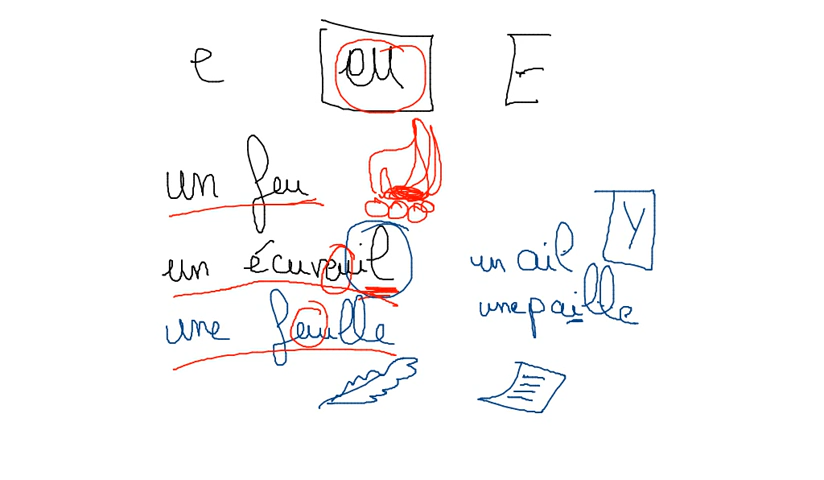 e eu E
un feu
un écureuil
une feuille
y
un ail
une paille